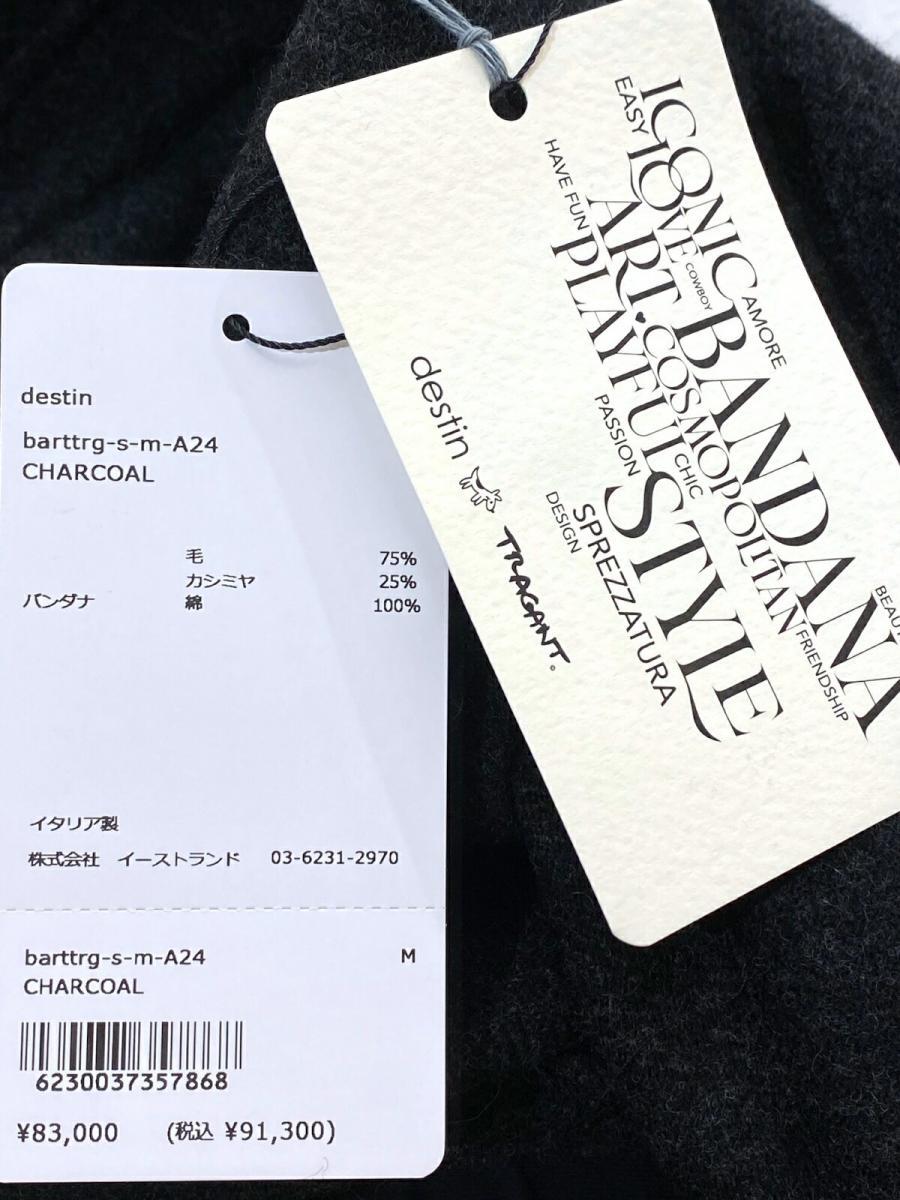 destin
barttrg-s-m-A24
CHARCOAL
毛 75%
カシミヤ 25%
バンダナ 綿 100%
イタリア製
株式会社 イーストランド 03-6231-2970
barttrg-s-m-A24 M
CHARCOAL
6230037357868
¥83,000 (税込 ¥91,300)
ICONIC
EASY LOVE COWBOY AMORE
HAVE FUN ART. BANDANA
PLAYFUL COSMOPOLITAN
PASSION CHIC STYLE FRIENDSHIP
DESIGN SPREZZATURA
destin TRAGANT.